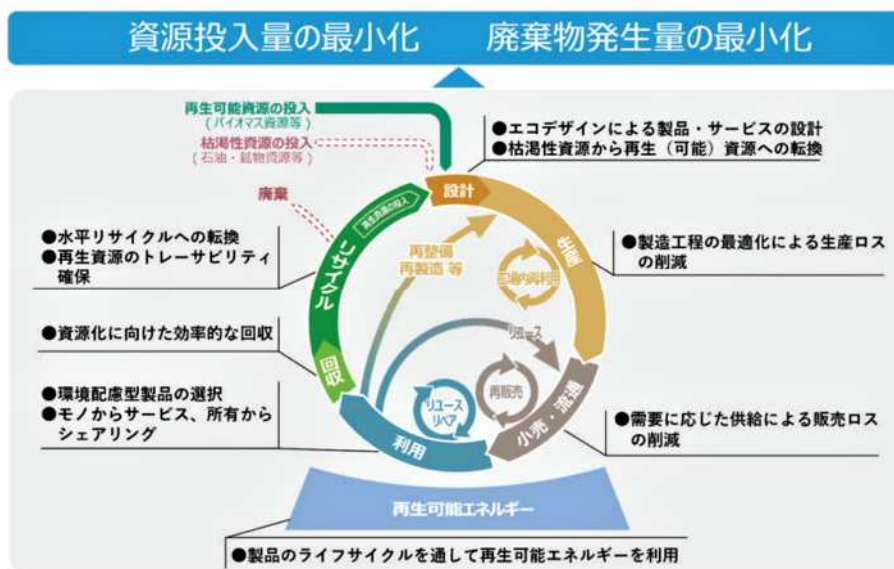 資源投入量の最小化　廃棄物発生量の最小化
再生可能資源の投入
(バイオマス資源等)
枯渇性資源の投入
(石油・鉱物資源等)
廃棄
●エコデザインによる製品・サービスの設計
●枯渇性資源から再生（可能）資源への転換
設計
再生資源の投入
リサイクル
生産
再整備
再製造 等
工場内再利用
●水平リサイクルへの転換
●再生資源のトレーサビリティ
確保
●製造工程の最適化による生産ロス
の削減
●資源化に向けた効率的な回収
回収
リユース
●環境配慮型製品の選択
●モノからサービス、所有から
シェアリング
リユース
リペア
再販売
小売・流通
利用
●需要に応じた供給による販売ロス
の削減
再生可能エネルギー
●製品のライフサイクルを通して再生可能エネルギーを利用